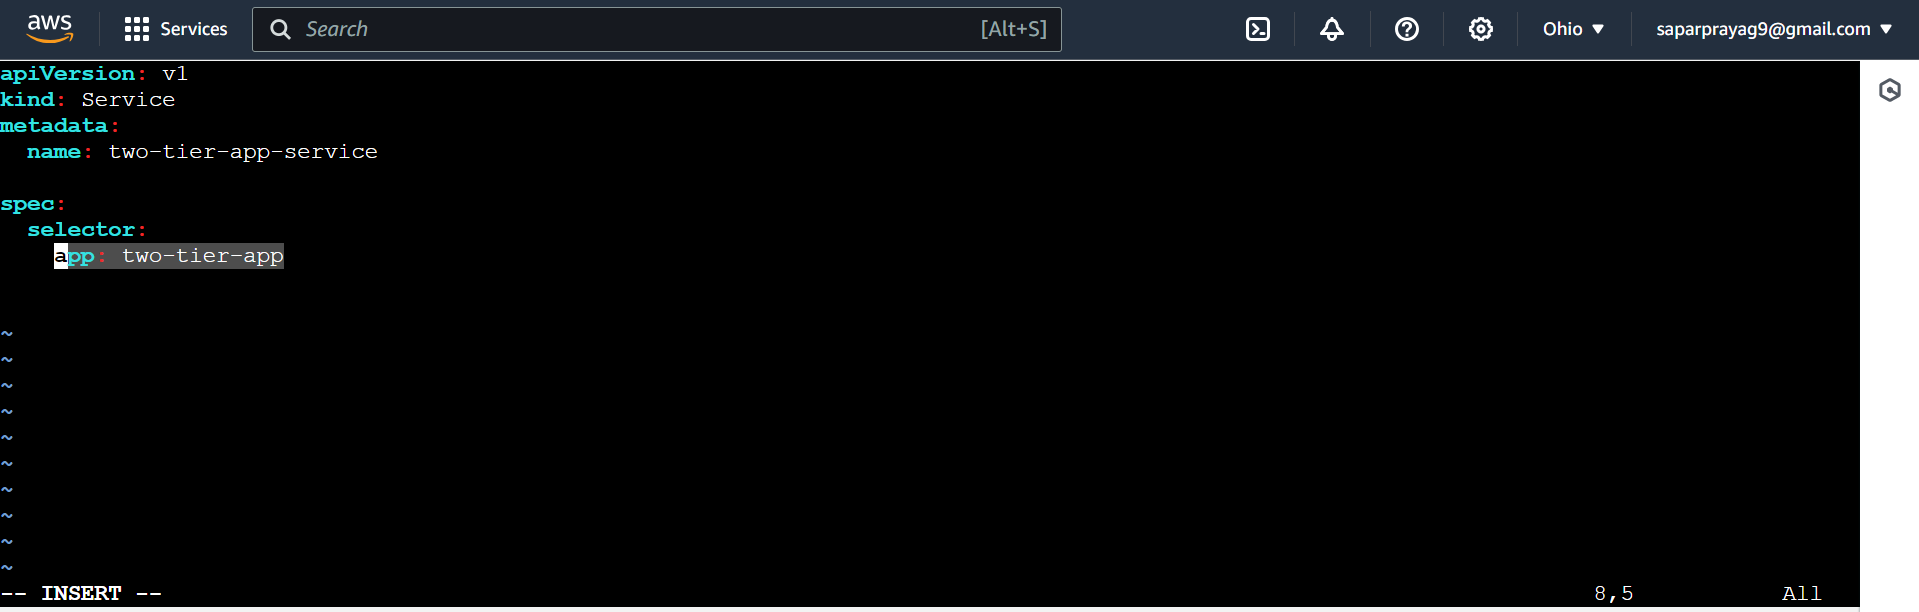 aws Services Search [Alt+S] Ohio saparprayag9@gmail.com
apiVersion: v1
kind: Service
metadata:
  name: two-tier-app-service

spec:
  selector:
    app: two-tier-app
~
~
~
~
~
~
~
~
~
~
-- INSERT -- 8,5 All